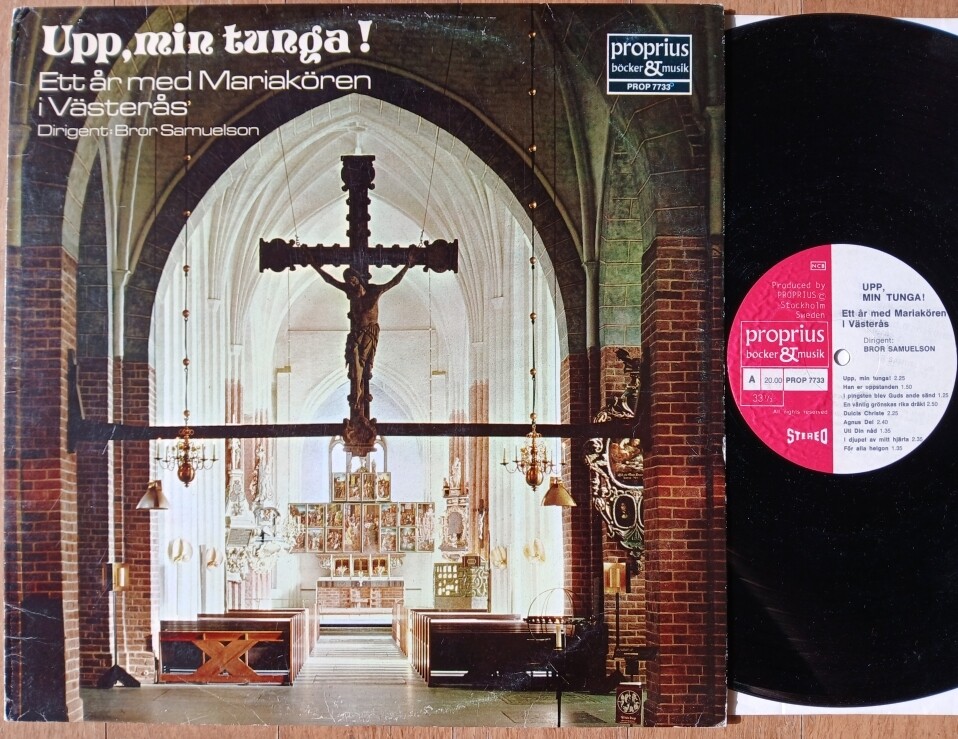 Upp, min tunga!
Ett år med Mariakören
i Västerås
Dirigent: Bror Samuelson
proprius
böcker & musik
PROP 7733
NCB
Produced by
PROPRIUS
Stockholm
Sweden
proprius
böcker & musik
A 20.00 PROP 7733
33⅓
All rights reserved
STEREO
UPP,
MIN TUNGA!
Ett år med Mariakören
i Västerås
Dirigent:
BROR SAMUELSON
Upp, min tunga! 2.25
Han er oppstanden 1.50
I pingsten blev Guds ande sänd 1.25
En vänlig grönskas rika dräkt 2.50
Dulcis Christe 2.25
Agnus Dei 2.40
Uti Din nåd 1.35
I djupet av mitt hjärta 2.35
För alla helgon 1.35